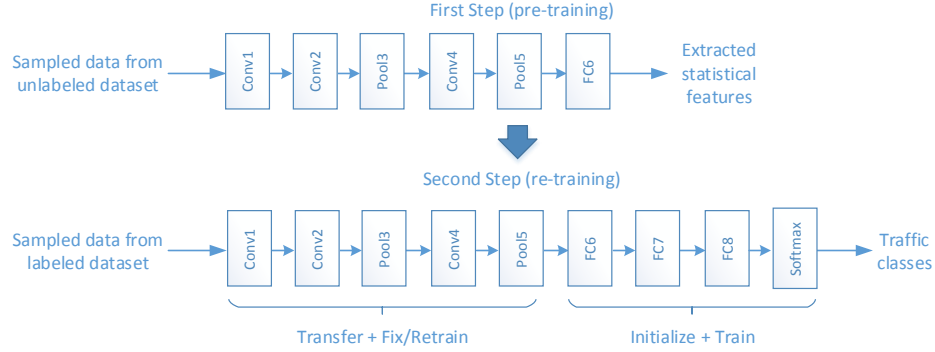 First Step (pre-training)
Sampled data from
unlabeled dataset
Conv1
Conv2
Pool3
Conv4
Pool5
FC6
Extracted
statistical
features
Second Step (re-training)
Sampled data from
labeled dataset
Conv1
Conv2
Pool3
Conv4
Pool5
FC6
FC7
FC8
Softmax
Traffic
classes
Transfer + Fix/Retrain
Initialize + Train